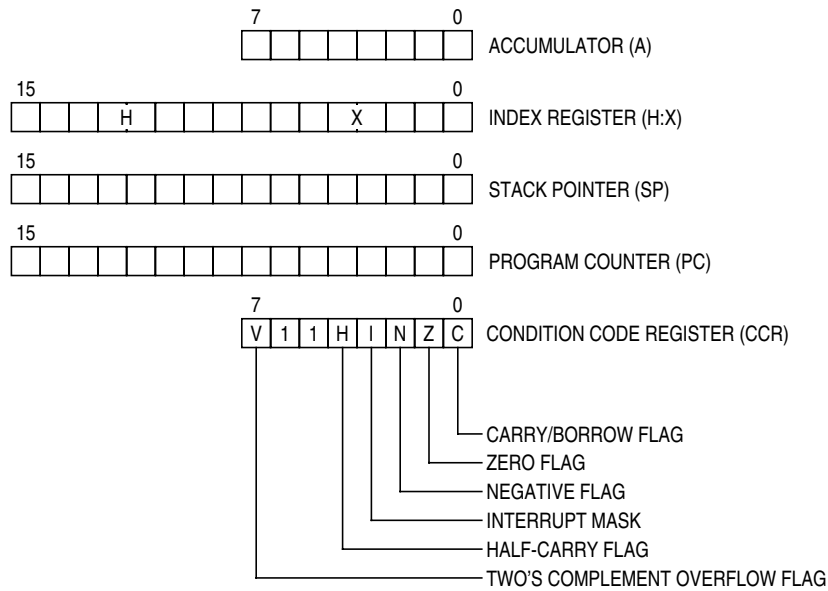 7 0
ACCUMULATOR (A)
15 0
H X INDEX REGISTER (H:X)
15 0
STACK POINTER (SP)
15 0
PROGRAM COUNTER (PC)
7 0
V 1 1 H I N Z C CONDITION CODE REGISTER (CCR)
CARRY/BORROW FLAG
ZERO FLAG
NEGATIVE FLAG
INTERRUPT MASK
HALF-CARRY FLAG
TWO'S COMPLEMENT OVERFLOW FLAG